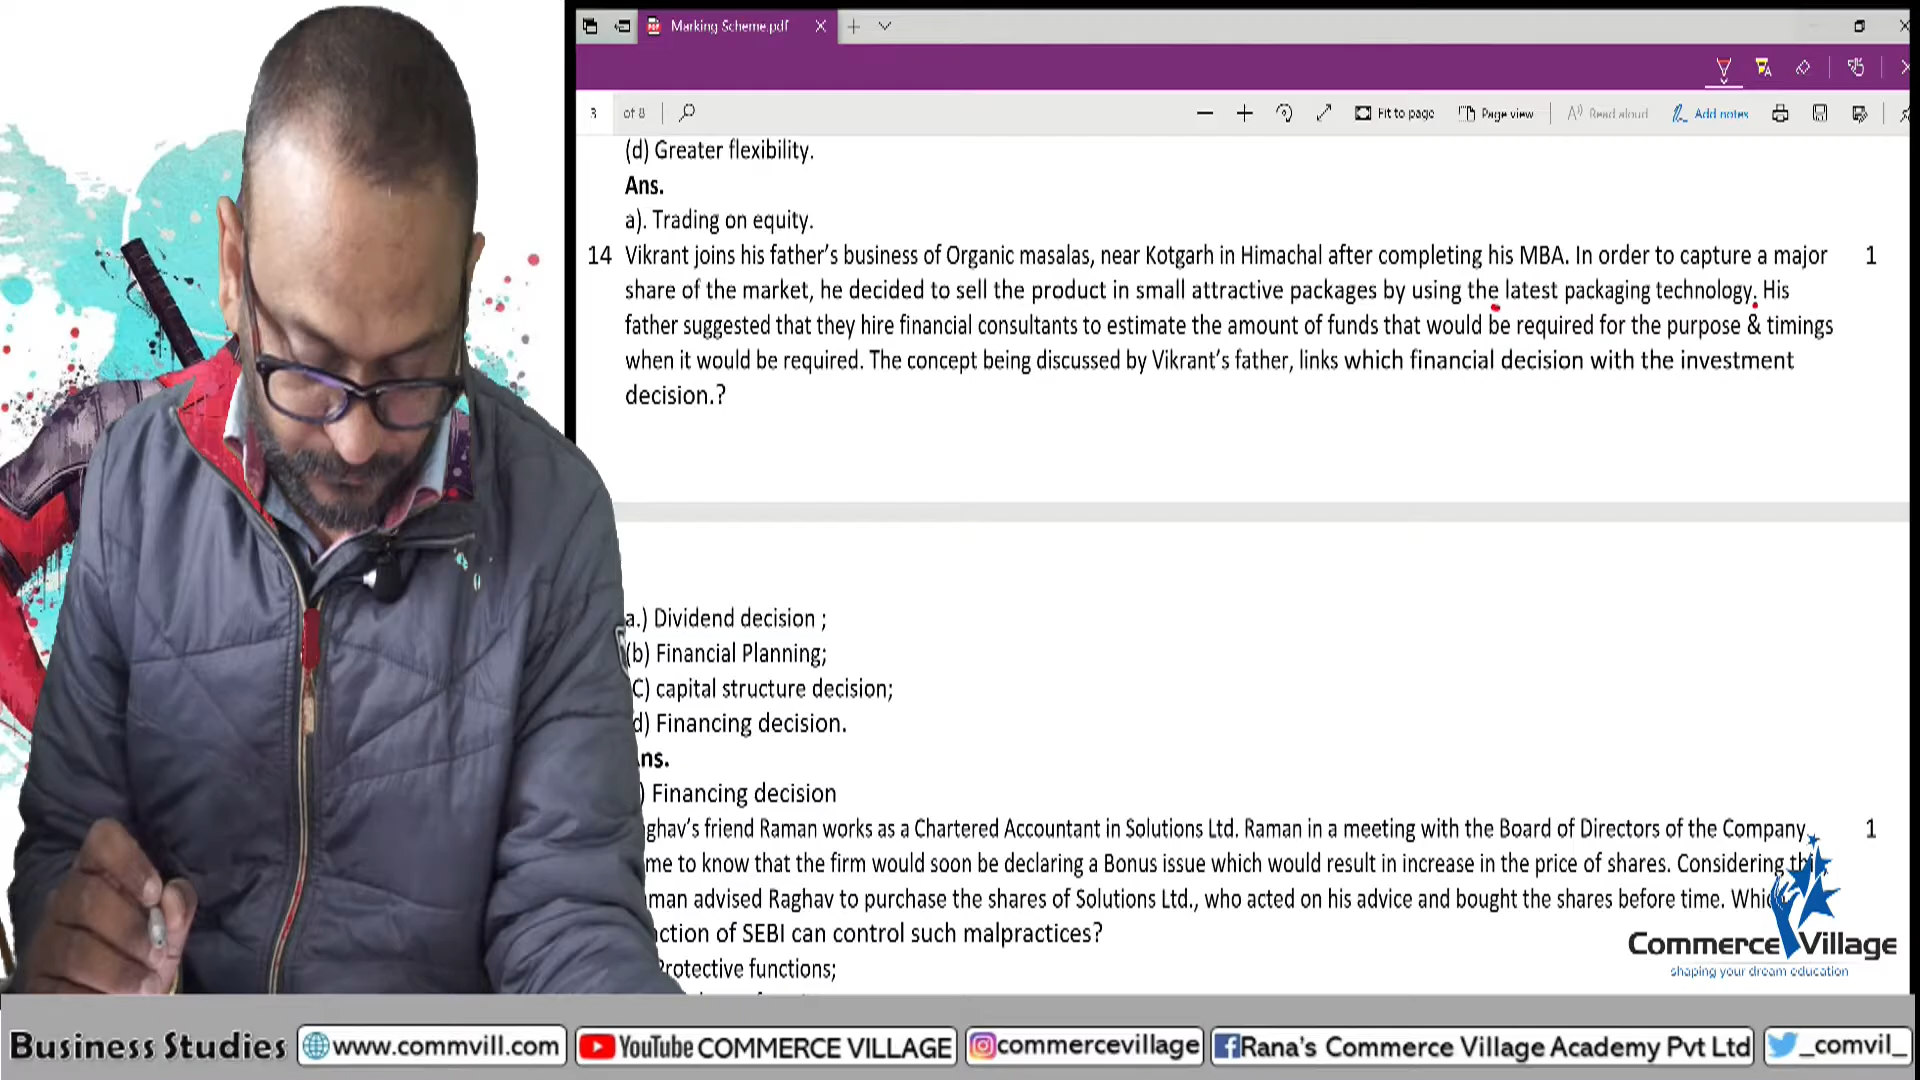 Marking Scheme.pdf
3 of 8
Fit to page
Page view
Read aloud
Add notes
(d) Greater flexibility.
Ans.
a). Trading on equity.
14 Vikrant joins his father's business of Organic masalas, near Kotgarh in Himachal after completing his MBA. In order to capture a major 1
share of the market, he decided to sell the product in small attractive packages by using the latest packaging technology. His
father suggested that they hire financial consultants to estimate the amount of funds that would be required for the purpose & timings
when it would be required. The concept being discussed by Vikrant's father, links which financial decision with the investment
decision.?
a.) Dividend decision ;
(b) Financial Planning;
C) capital structure decision;
d) Financing decision.
ns.
) Financing decision
ghav's friend Raman works as a Chartered Accountant in Solutions Ltd. Raman in a meeting with the Board of Directors of the Company 1
me to know that the firm would soon be declaring a Bonus issue which would result in increase in the price of shares. Considering
man advised Raghav to purchase the shares of Solutions Ltd., who acted on his advice and bought the shares before time.
ction of SEBI can control such malpractices?
Protective functions;
Commerce Village
shaping your dream education
Business Studies
www.commvill.com
YouTube COMMERCE VILLAGE
commercevillage
Rana's Commerce Village Academy Pvt Ltd
_comvil_